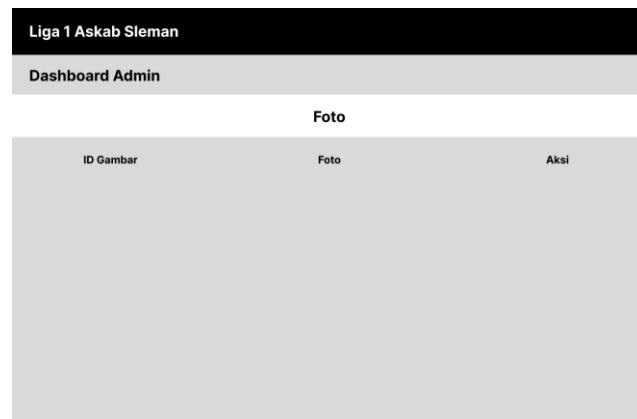 Liga 1 Askab Sleman
Dashboard Admin
Foto
ID Gambar Foto Aksi